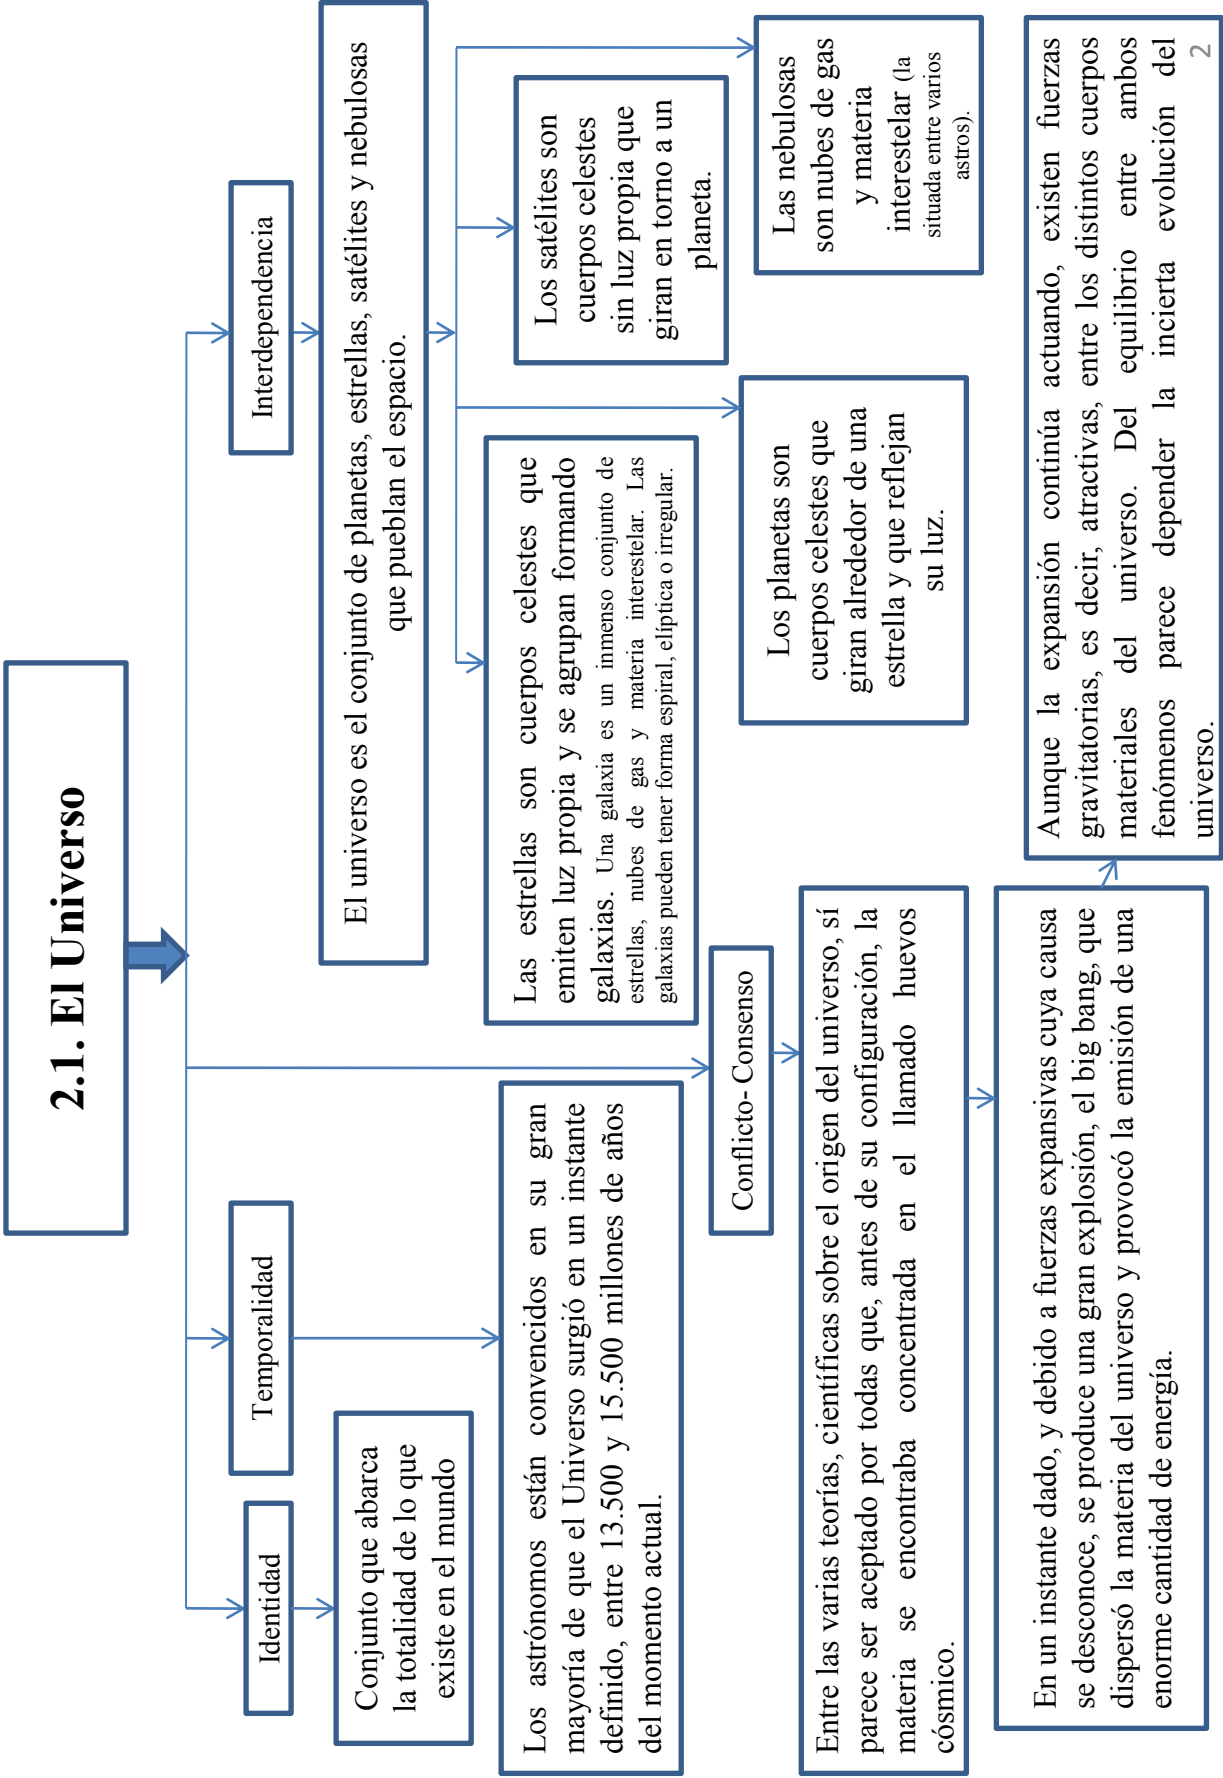 2.1. El Universo
Identidad
Conjunto que abarca
la totalidad de lo que
existe en el mundo
Temporalidad
Los astrónomos están convencidos en su gran
mayoría de que el Universo surgió en un instante
definido, entre 13.500 y 15.500 millones de años
del momento actual.
Conflicto- Consenso
Entre las varias teorías, científicas sobre el origen del universo, sí
parece ser aceptado por todas que, antes de su configuración, la
materia se encontraba concentrada en el llamado huevos
cósmico.
En un instante dado, y debido a fuerzas expansivas cuya causa
se desconoce, se produce una gran explosión, el big bang, que
dispersó la materia del universo y provocó la emisión de una
enorme cantidad de energía.
Aunque la expansión continúa actuando, existen fuerzas
gravitatorias, es decir, atractivas, entre los distintos cuerpos
materiales del universo. Del equilibrio entre ambos
fenómenos parece depender la incierta evolución del
universo.
Interdependencia
El universo es el conjunto de planetas, estrellas, satélites y nebulosas
que pueblan el espacio.
Las estrellas son cuerpos celestes que
emiten luz propia y se agrupan formando
galaxias. Una galaxia es un inmenso conjunto de
estrellas, nubes de gas y materia interestelar. Las
galaxias pueden tener forma espiral, elíptica o irregular.
Los planetas son
cuerpos celestes que
giran alrededor de una
estrella y que reflejan
su luz.
Los satélites son
cuerpos celestes
sin luz propia que
giran en torno a un
planeta.
Las nebulosas
son nubes de gas
y materia
interestelar (la
situada entre varios
astros).
2